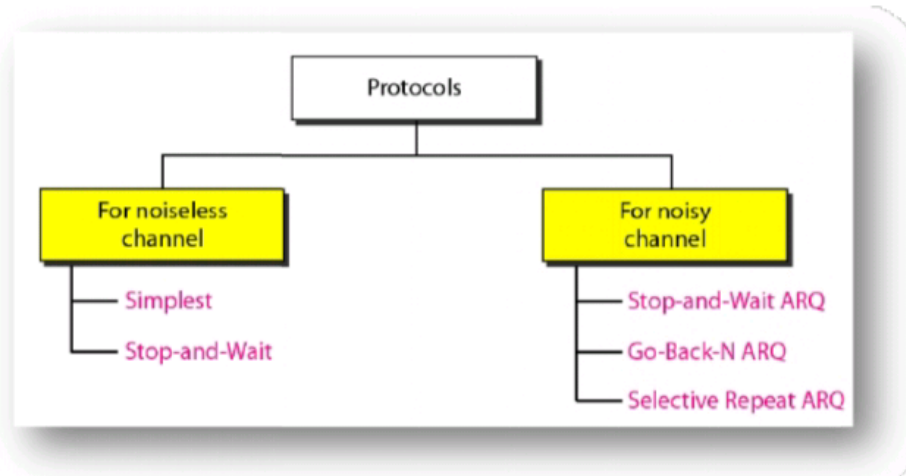 Protocols
For noiseless
channel
Simplest
Stop-and-Wait
For noisy
channel
Stop-and-Wait ARQ
Go-Back-N ARQ
Selective Repeat ARQ